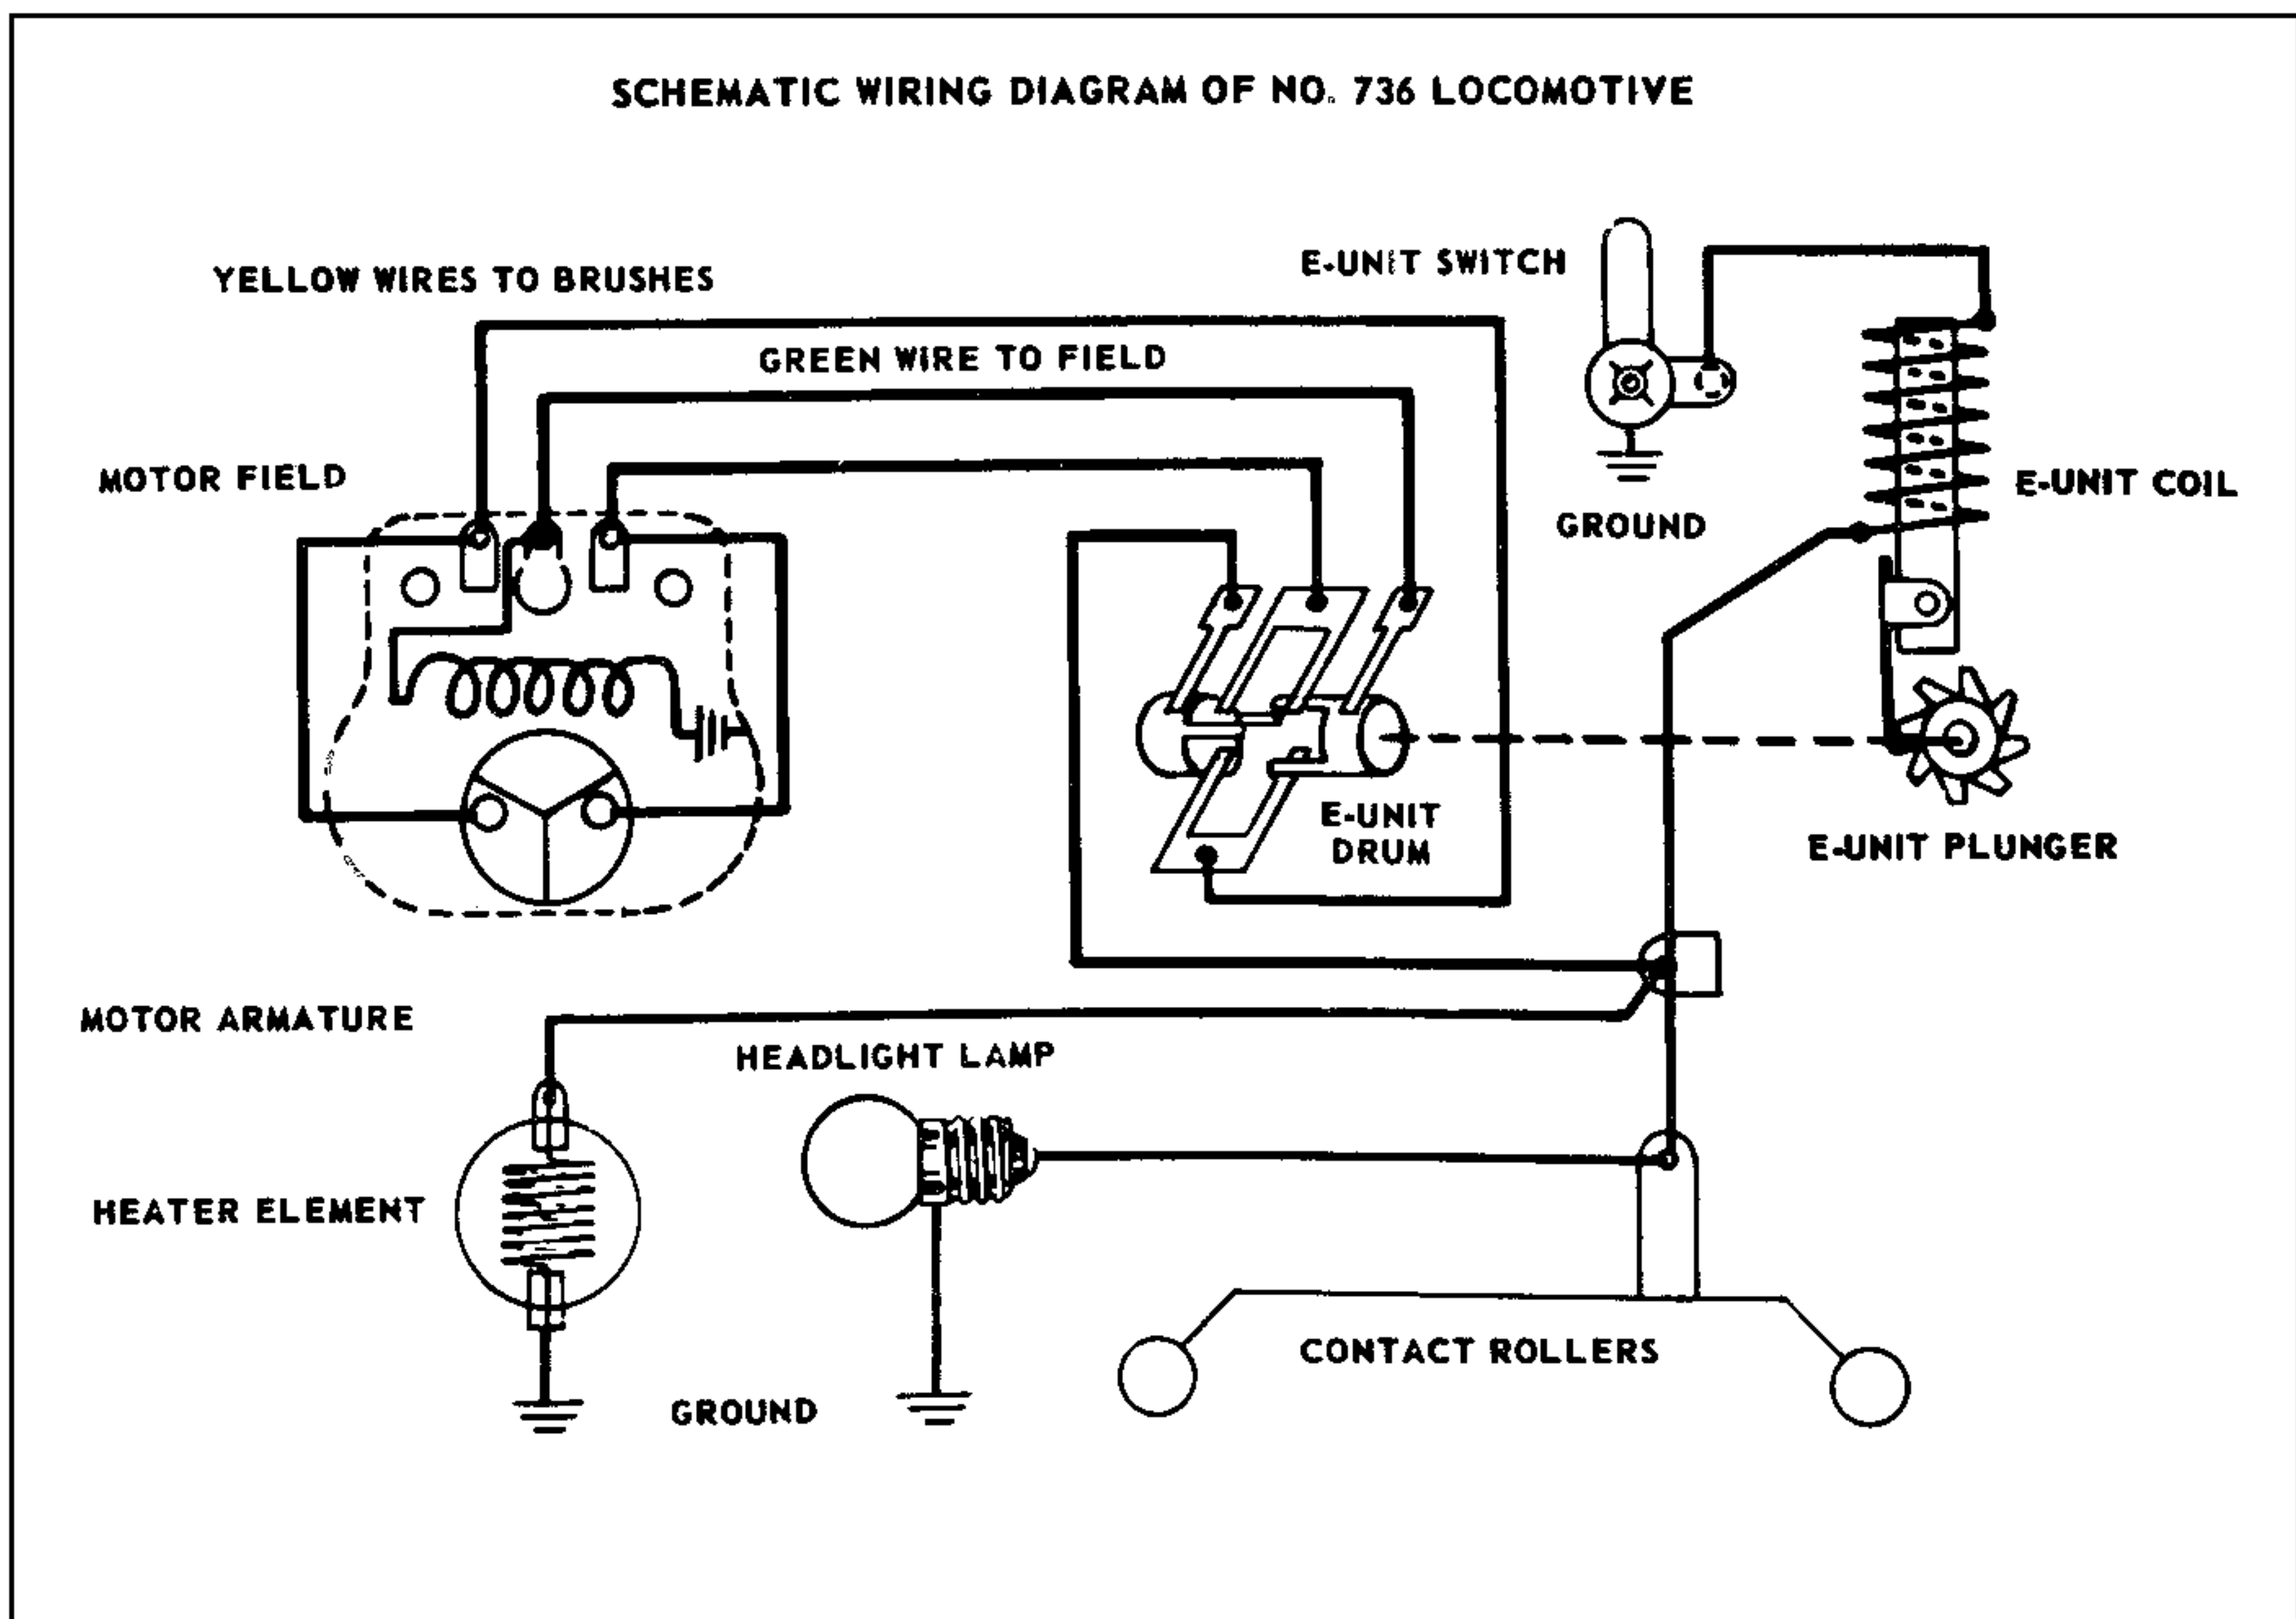 SCHEMATIC WIRING DIAGRAM OF NO. 736 LOCOMOTIVE
YELLOW WIRES TO BRUSHES
E-UNIT SWITCH
GREEN WIRE TO FIELD
MOTOR FIELD
E-UNIT COIL
GROUND
E-UNIT
DRUM
E-UNIT PLUNGER
MOTOR ARMATURE
HEADLIGHT LAMP
HEATER ELEMENT
CONTACT ROLLERS
GROUND